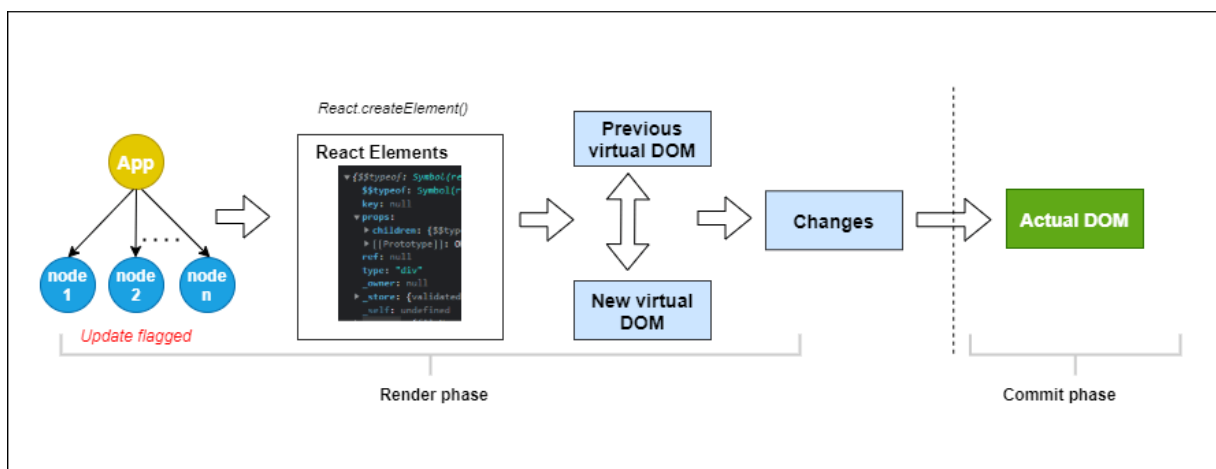 React.createElement()
App
node
1
node
2
node
n
Update flagged
React Elements
{$$typeof: Symbol(re
$$typeof: Symbol(r
key: null
props:
children: {$$typ
[[Prototype]]: O
ref: null
type: "div"
_owner: null
_store: {validated
_self: undefined
Previous
virtual DOM
New virtual
DOM
Changes
Actual DOM
Render phase
Commit phase